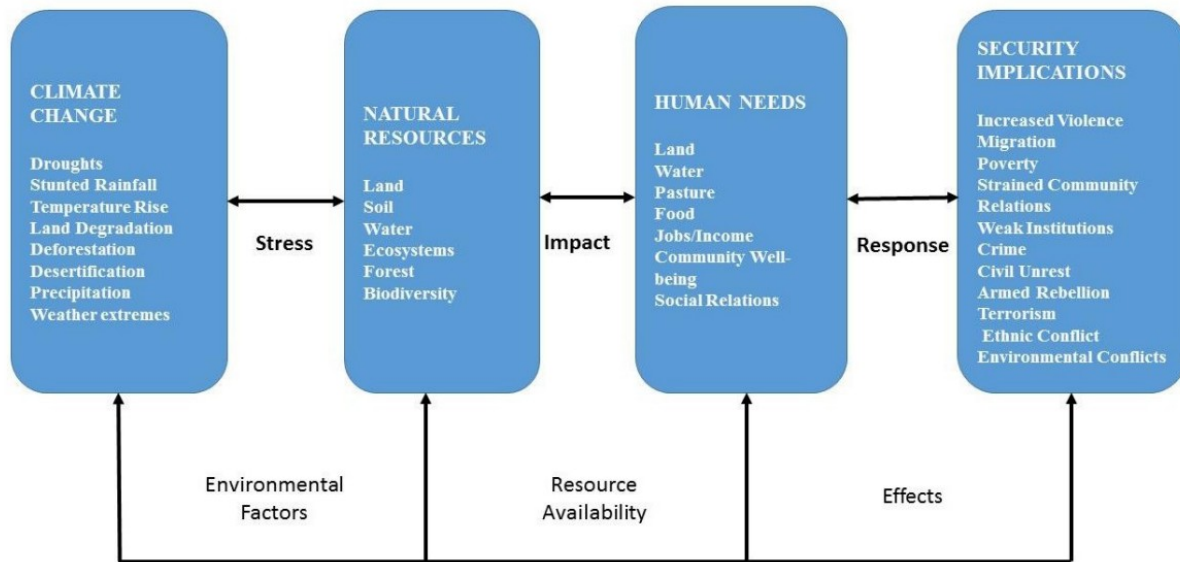 CLIMATE
CHANGE
Droughts
Stunted Rainfall
Temperature Rise
Land Degradation
Deforestation
Desertification
Precipitation
Weather extremes
Stress
NATURAL
RESOURCES
Land
Soil
Water
Ecosystems
Forest
Biodiversity
Impact
HUMAN NEEDS
Land
Water
Pasture
Food
Jobs/Income
Community Well-
being
Social Relations
Response
SECURITY
IMPLICATIONS
Increased Violence
Migration
Poverty
Strained Community
Relations
Weak Institutions
Crime
Civil Unrest
Armed Rebellion
Terrorism
Ethnic Conflict
Environmental Conflicts
Environmental
Factors
Resource
Availability
Effects